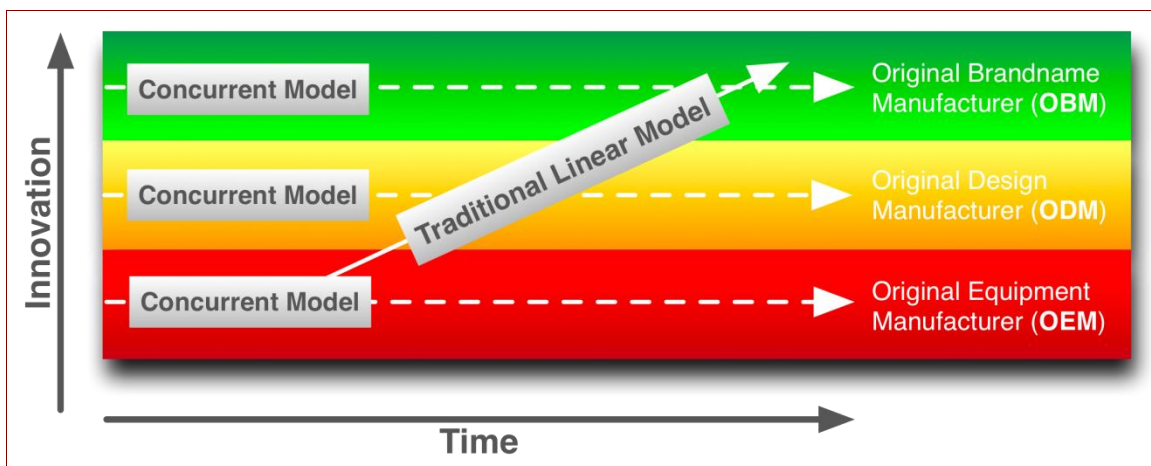 Innovation
Concurrent Model
Original Brandname
Manufacturer (OBM)
Traditional Linear Model
Concurrent Model
Original Design
Manufacturer (ODM)
Concurrent Model
Original Equipment
Manufacturer (OEM)
Time